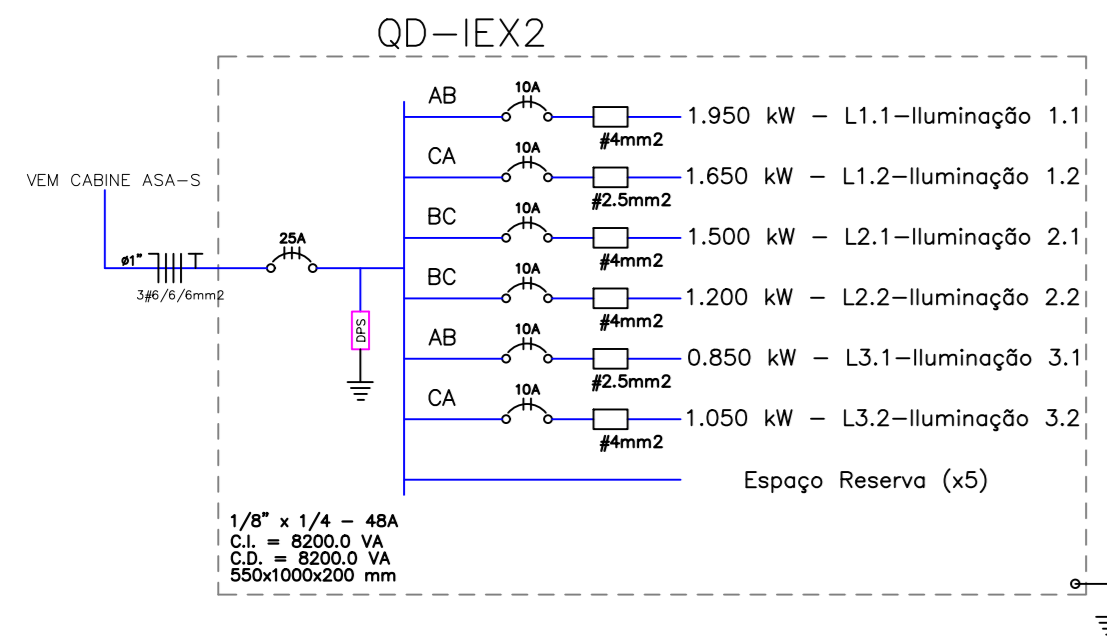 QD-IEX2
VEM CABINE ASA-S
ø1"
3#6/6/6mm2
25A
DPS
AB
10A
#4mm2
1.950 kW - L1.1-Iluminação 1.1
CA
10A
#2.5mm2
1.650 kW - L1.2-Iluminação 1.2
BC
10A
#4mm2
1.500 kW - L2.1-Iluminação 2.1
BC
10A
#4mm2
1.200 kW - L2.2-Iluminação 2.2
AB
10A
#2.5mm2
0.850 kW - L3.1-Iluminação 3.1
CA
10A
#4mm2
1.050 kW - L3.2-Iluminação 3.2
Espaço Reserva (x5)
1/8" x 1/4 - 48A
C.I. = 8200.0 VA
C.D. = 8200.0 VA
550x1000x200 mm